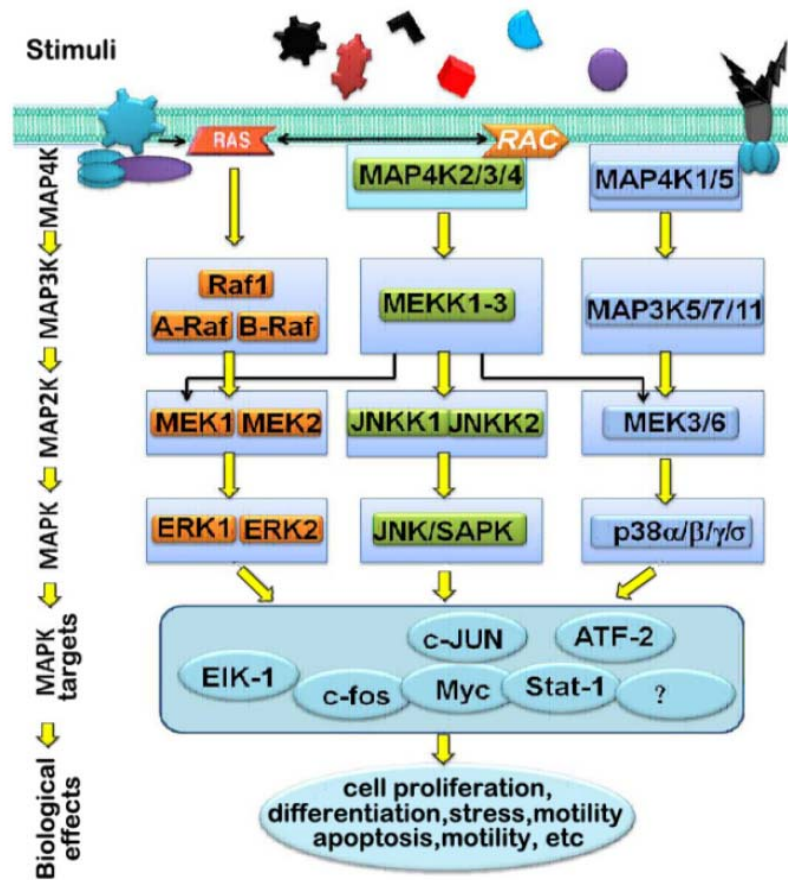 Stimuli
RAS
RAC
MAP4K
MAP4K2/3/4
MAP4K1/5
MAP3K
Raf1
A-Raf B-Raf
MEKK1-3
MAP3K5/7/11
MAP2K
MEK1 MEK2
JNKK1 JNKK2
MEK3/6
MAPK
ERK1 ERK2
JNK/SAPK
p38α/β/γ/σ
MAPK
targets
c-JUN
ATF-2
EIK-1
c-fos
Myc
Stat-1
?
Biological
effects
cell proliferation,
differentiation,stress,motility
apoptosis,motility, etc